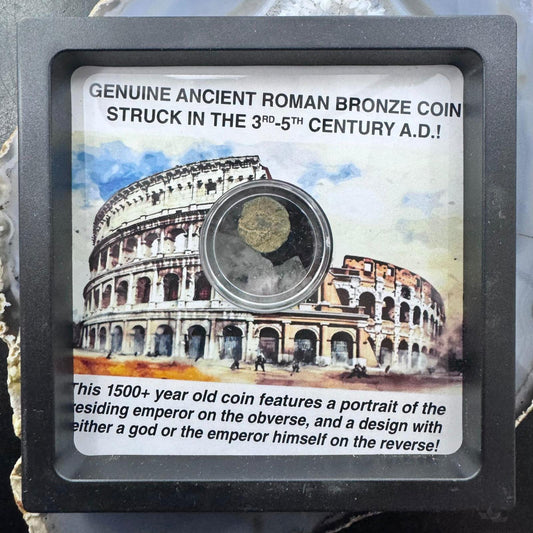 GENUINE ANCIENT ROMAN BRONZE COIN
STRUCK IN THE 3RD-5TH CENTURY A.D.!
This 1500+ year old coin features a portrait of the
residing emperor on the obverse, and a design with
either a god or the emperor himself on the reverse!